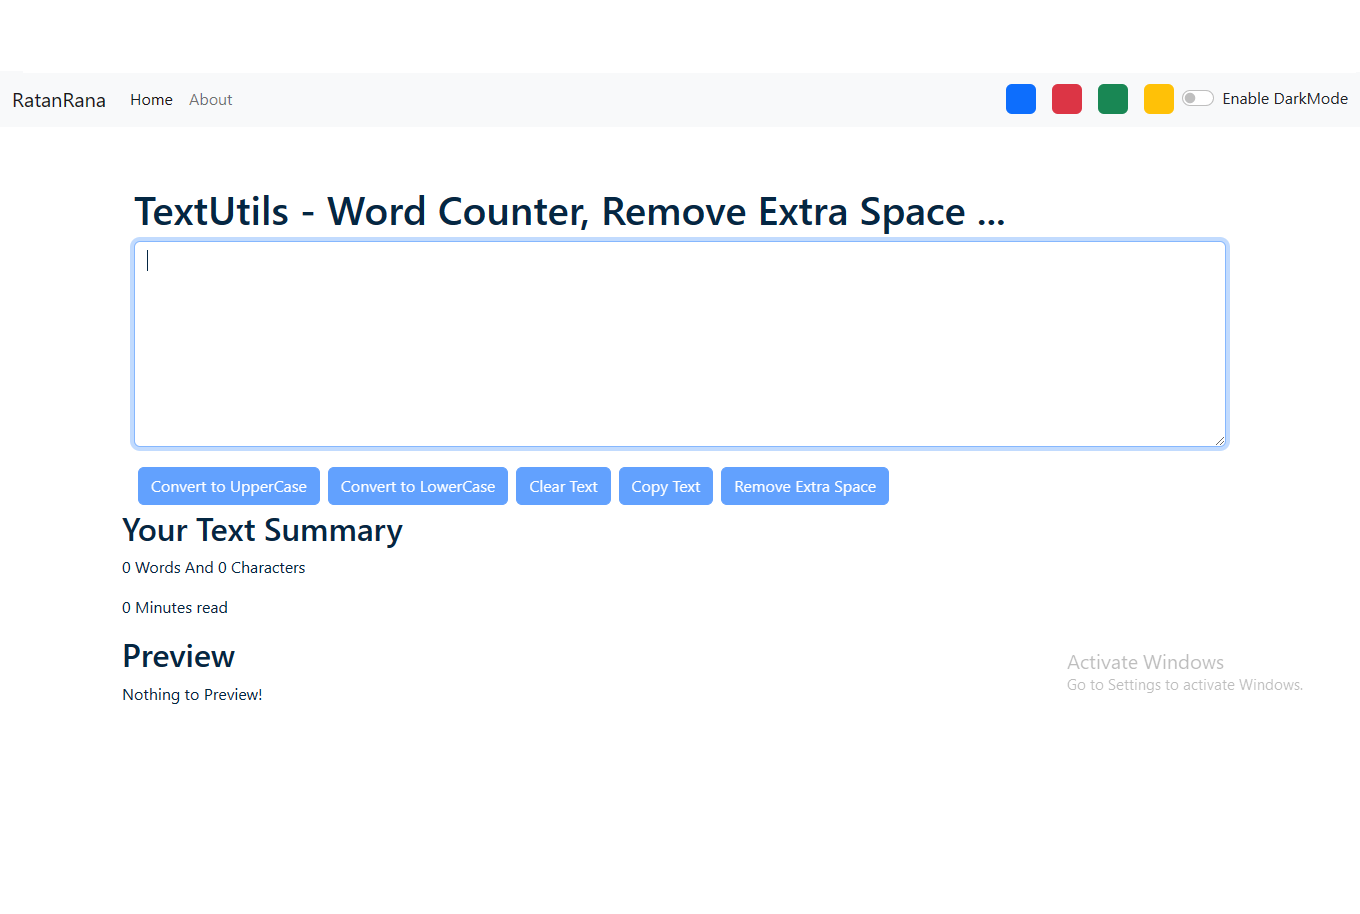 RatanRana Home About Enable DarkMode
TextUtils - Word Counter, Remove Extra Space ...
Convert to UpperCase Convert to LowerCase Clear Text Copy Text Remove Extra Space
Your Text Summary
0 Words And 0 Characters
0 Minutes read
Preview
Nothing to Preview!
Activate Windows
Go to Settings to activate Windows.